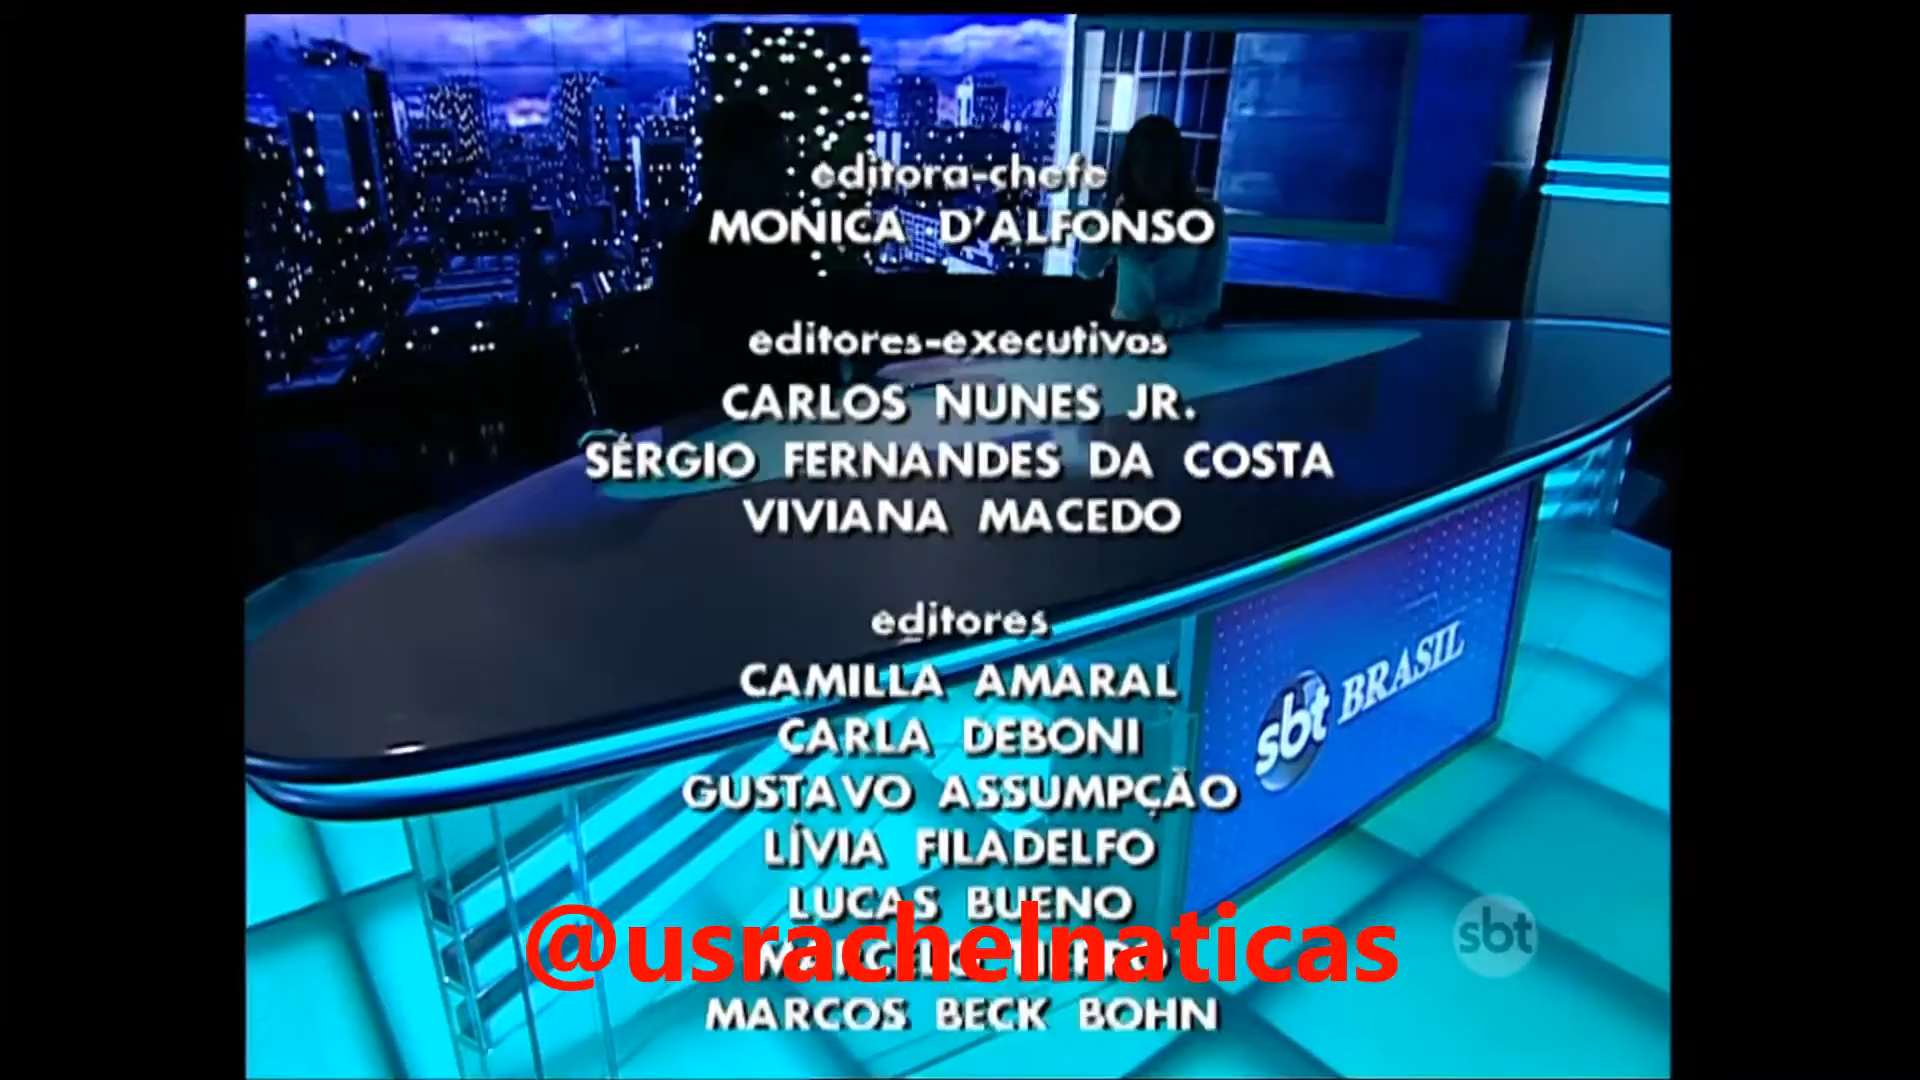 editora-chefe
MONICA D'ALFONSO
editores-executivos
CARLOS NUNES JR.
SÉRGIO FERNANDES DA COSTA
VIVIANA MACEDO
editores
CAMILLA AMARAL
CARLA DEBONI
GUSTAVO ASSUMPÇÃO
LÍVIA FILADELFO
LUCAS BUENO
@usrachelnaticas
MARCOS BECK BOHN
sbt BRASIL
sbt